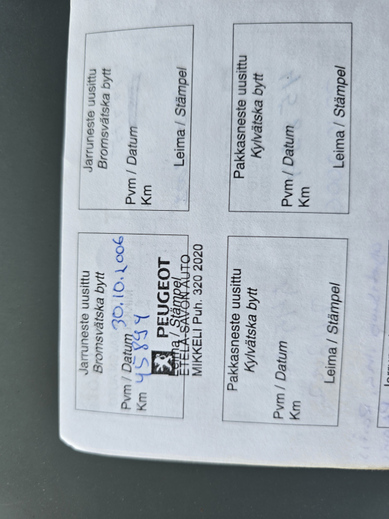 Jarruneste uusittu
Bromsvätska bytt
Pvm / Datum 30.10.2006
Km 45894
Leima / Stämpel
PEUGEOT
ETELÄ-SAVON AUTO
MIKKELI Puh. 320 2020
Jarruneste uusittu
Bromsvätska bytt
Pvm / Datum
Km
Leima / Stämpel
Pakkasneste uusittu
Kylvätska bytt
Pvm / Datum
Km
Leima / Stämpel
Pakkasneste uusittu
Kylvätska bytt
Pvm / Datum
Km
Leima / Stämpel